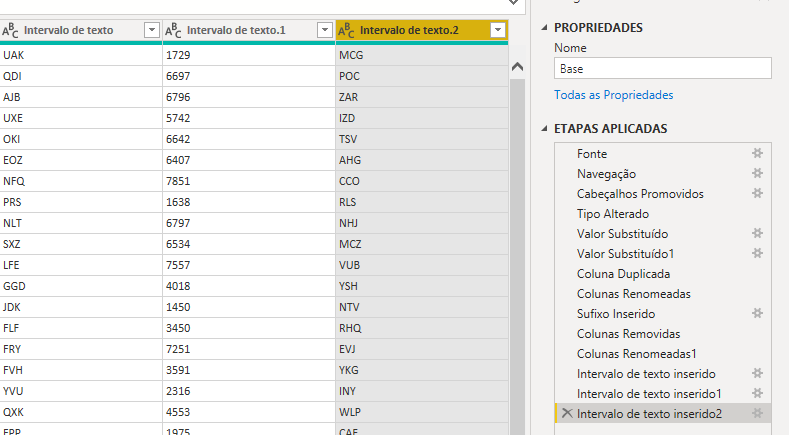 Intervalo de texto Intervalo de texto.1 Intervalo de texto.2
UAK 1729 MCG
QDI 6697 POC
AJB 6796 ZAR
UXE 5742 IZD
OKI 6642 TSV
EOZ 6407 AHG
NFQ 7851 CCO
PRS 1638 RLS
NLT 6797 NHJ
SXZ 6534 MCZ
LFE 7557 VUB
GGD 4018 YSH
JDK 1450 NTV
FLF 3450 RHQ
FRY 7251 EVJ
FVH 3591 YKG
YVU 2316 INY
QXK 4553 WLP
1975
PROPRIEDADES
Nome
Base
Todas as Propriedades
ETAPAS APLICADAS
Fonte
Navegação
Cabeçalhos Promovidos
Tipo Alterado
Valor Substituído
Valor Substituído1
Coluna Duplicada
Colunas Renomeadas
Sufixo Inserido
Colunas Removidas
Colunas Renomeadas1
Intervalo de texto inserido
Intervalo de texto inserido1
Intervalo de texto inserido2